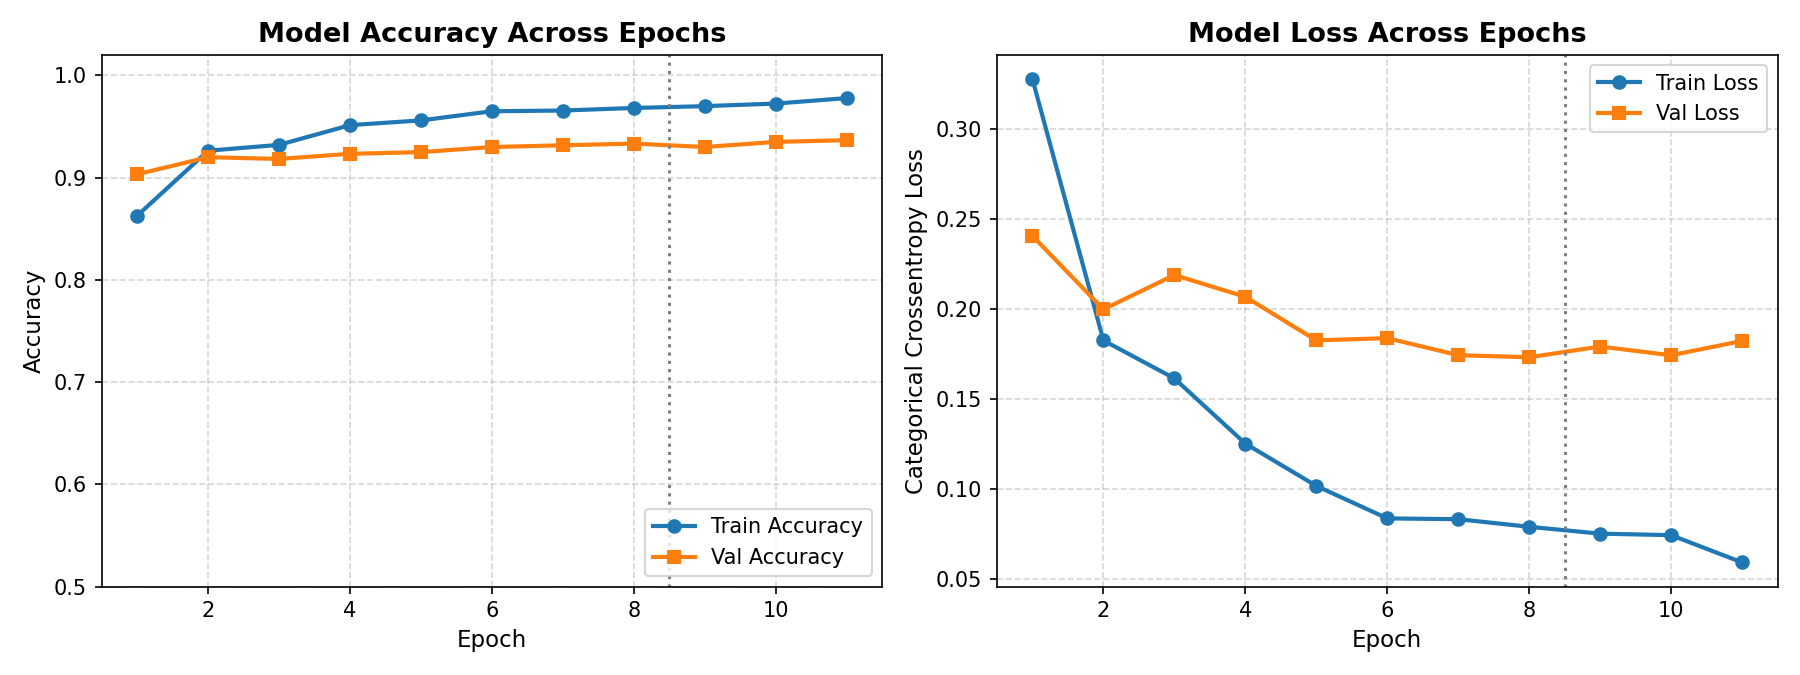 Model Accuracy Across Epochs
1.0
0.9
0.8
0.7
0.6
0.5
Accuracy
2 4 6 8 10
Epoch
Train Accuracy
Val Accuracy
Model Loss Across Epochs
0.30
0.25
0.20
0.15
0.10
0.05
Categorical Crossentropy Loss
2 4 6 8 10
Epoch
Train Loss
Val Loss